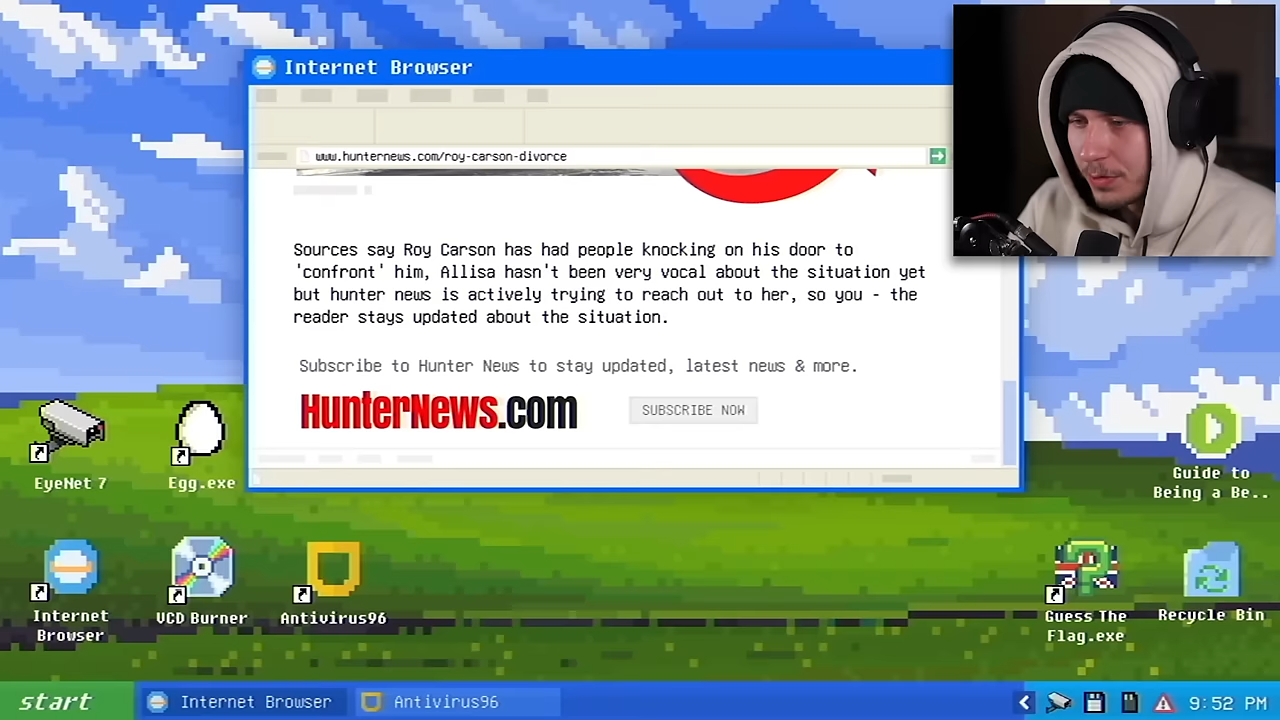 Internet Browser
www.hunternews.com/roy-carson-divorce
Sources say Roy Carson has had people knocking on his door to
'confront' him, Allisa hasn't been very vocal about the situation yet
but hunter news is actively trying to reach out to her, so you - the
reader stays updated about the situation.
Subscribe to Hunter News to stay updated, latest news & more.
HunterNews.com
SUBSCRIBE NOW
EyeNet 7
Egg.exe
Guide to
Being a Be..
Internet
Browser
VCD Burner
Antivirus96
Guess The
Flag.exe
Recycle Bin
start
Internet Browser
Antivirus96
9:52 PM